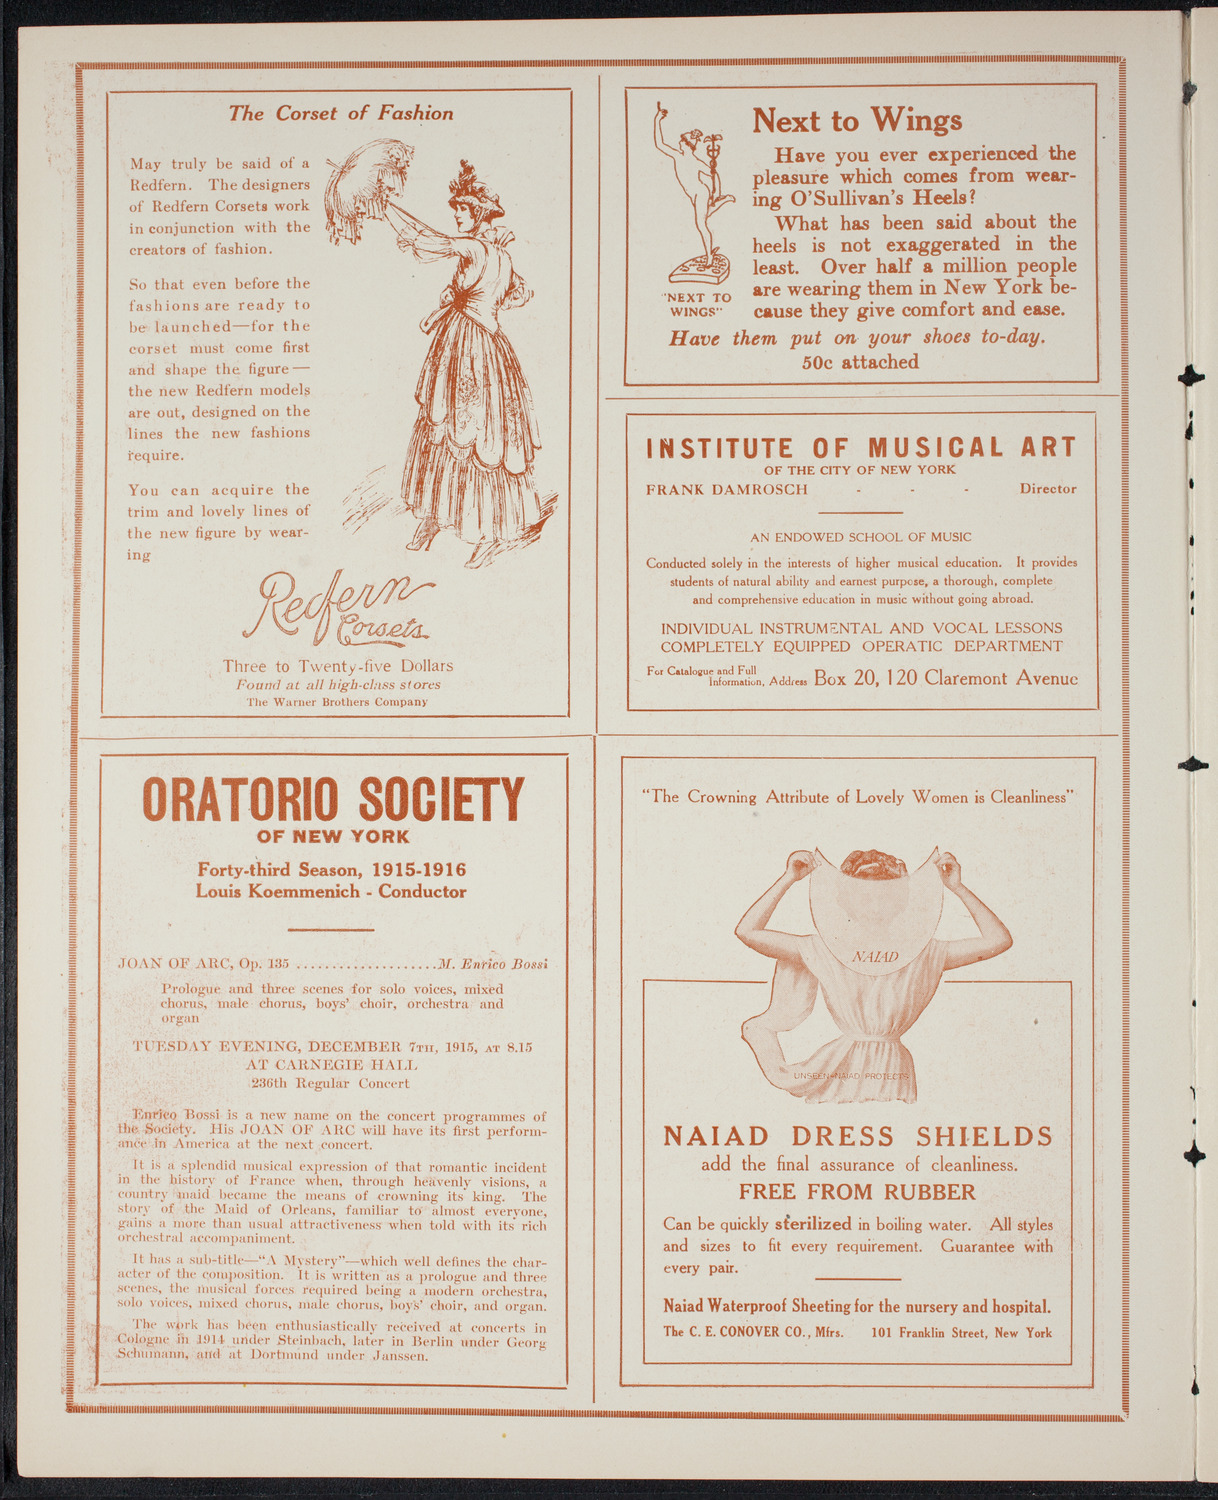 The Corset of Fashion
May truly be said of a
Redfern. The designers
of Redfern Corsets work
in conjunction with the
creators of fashion.
So that even before the
fashions are ready to
be launched—for the
corset must come first
and shape the figure—
the new Redfern models
are out, designed on the
lines the new fashions
require.
You can acquire the
trim and lovely lines of
the new figure by wear-
ing
Redfern
Corsets
Three to Twenty-five Dollars
Found at all high-class stores
The Warner Brothers Company
Next to Wings
Have you ever experienced the
pleasure which comes from wear-
ing O'Sullivan's Heels?
What has been said about the
heels is not exaggerated in the
least. Over half a million people
are wearing them in New York be-
cause they give comfort and ease.
"NEXT TO
WINGS"
Have them put on your shoes to-day.
50c attached
INSTITUTE OF MUSICAL ART
OF THE CITY OF NEW YORK
FRANK DAMROSCH - - - Director
AN ENDOWED SCHOOL OF MUSIC
Conducted solely in the interests of higher musical education. It provides
students of natural ability and earnest purpose, a thorough, complete
and comprehensive education in music without going abroad.
INDIVIDUAL INSTRUMENTAL AND VOCAL LESSONS
COMPLETELY EQUIPPED OPERATIC DEPARTMENT
For Catalogue and Full
Information, Address Box 20, 120 Claremont Avenue
ORATORIO SOCIETY
OF NEW YORK
Forty-third Season, 1915-1916
Louis Koemmenich - Conductor
JOAN OF ARC, Op. 135 ....................M. Enrico Bossi
Prologue and three scenes for solo voices, mixed
chorus, male chorus, boys' choir, orchestra and
organ
TUESDAY EVENING, DECEMBER 7TH, 1915, AT 8.15
AT CARNEGIE HALL
236th Regular Concert
Enrico Bossi is a new name on the concert programmes of
the Society. His JOAN OF ARC will have its first perform-
ance in America at the next concert.
It is a splendid musical expression of that romantic incident
in the history of France when, through heavenly visions, a
country maid became the means of crowning its king. The
story of the Maid of Orleans, familiar to almost everyone,
gains a more than usual attractiveness when told with its rich
orchestral accompaniment.
It has a sub-title—"A Mystery"—which well defines the char-
acter of the composition. It is written as a prologue and three
scenes, the musical forces required being a modern orchestra,
solo voices, mixed chorus, male chorus, boys' choir, and organ.
The work has been enthusiastically received at concerts in
Cologne in 1914 under Steinbach, later in Berlin under Georg
Schumann, and at Dortmund under Janssen.
"The Crowning Attribute of Lovely Women is Cleanliness"
NAIAD
UNSEEN—NAIAD PROTECTS
NAIAD DRESS SHIELDS
add the final assurance of cleanliness.
FREE FROM RUBBER
Can be quickly sterilized in boiling water. All styles
and sizes to fit every requirement. Guarantee with
every pair.
Naiad Waterproof Sheeting for the nursery and hospital.
The C. E. CONOVER CO., Mfrs. 101 Franklin Street, New York